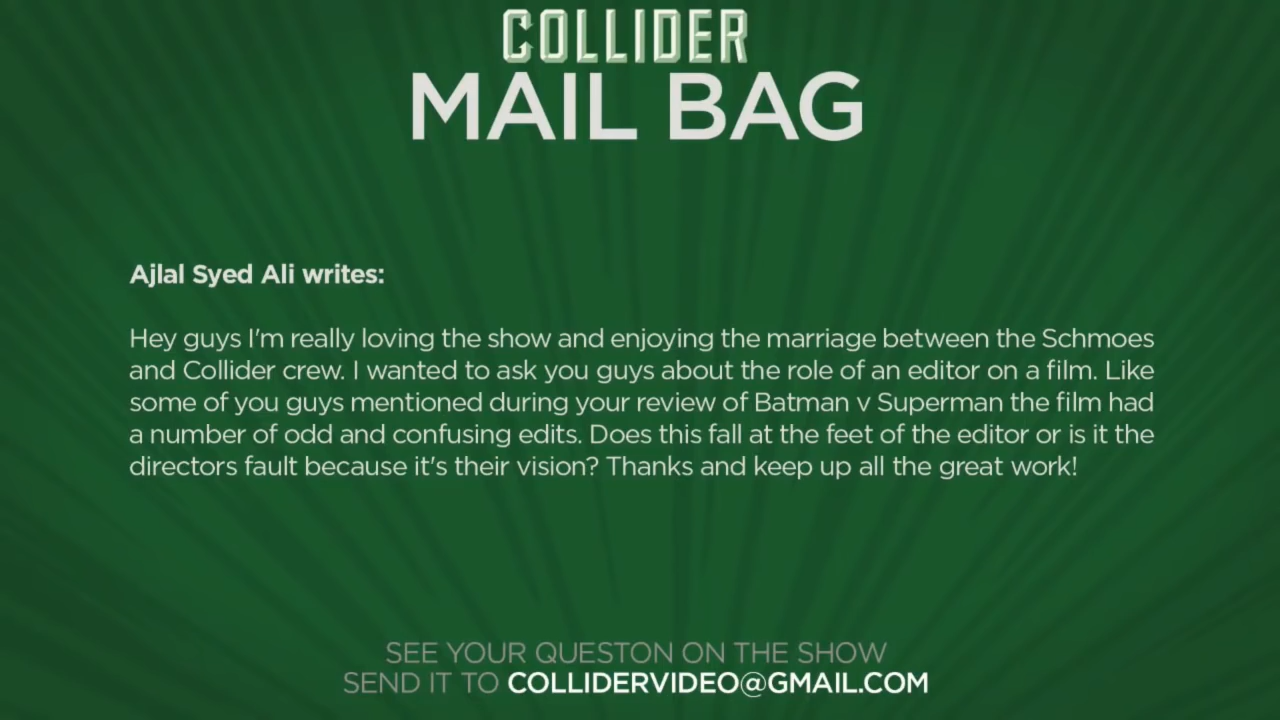 COLLIDER
MAIL BAG
Ajlal Syed Ali writes:
Hey guys I'm really loving the show and enjoying the marriage between the Schmoes
and Collider crew. I wanted to ask you guys about the role of an editor on a film. Like
some of you guys mentioned during your review of Batman v Superman the film had
a number of odd and confusing edits. Does this fall at the feet of the editor or is it the
directors fault because it's their vision? Thanks and keep up all the great work!
SEE YOUR QUESTON ON THE SHOW
SEND IT TO COLLIDERVIDEO@GMAIL.COM